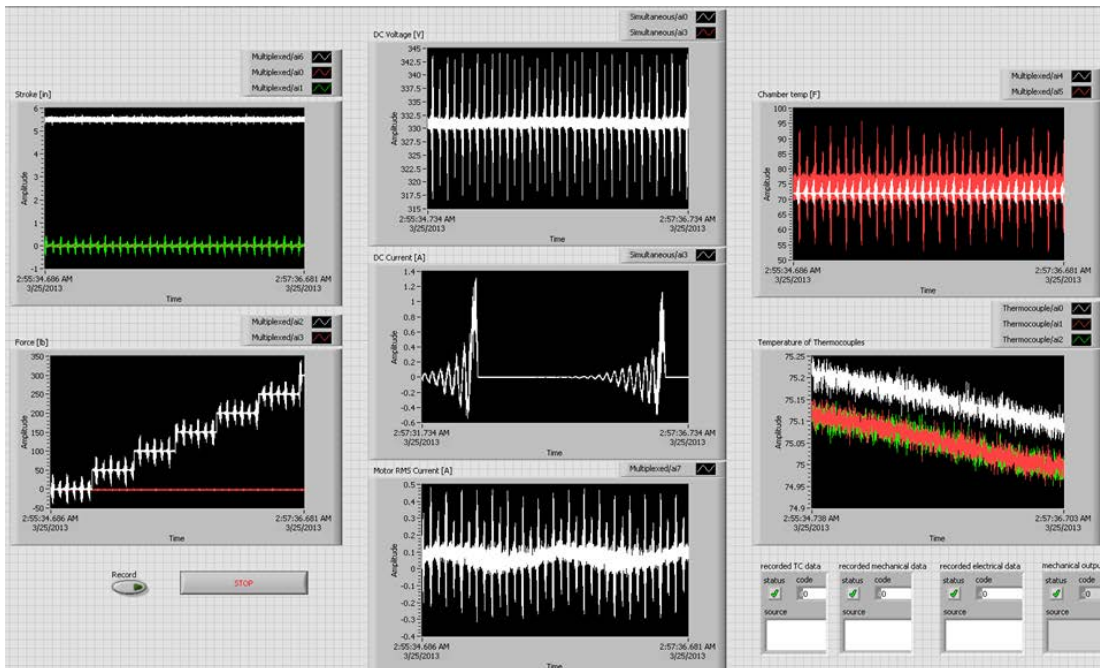 Multiplexed/ai6
Multiplexed/ai0
Multiplexed/ai1
Stroke [in]
6
5
4
3
2
1
0
-1
Amplitude
2:55:34.686 AM
3/25/2013
2:57:36.681 AM
3/25/2013
Time
Multiplexed/ai2
Multiplexed/ai3
Force [lb]
350
300
250
200
150
100
50
0
-50
Amplitude
2:55:34.686 AM
3/25/2013
2:57:36.681 AM
3/25/2013
Time
Record
STOP
Simultaneous/ai0
Simultaneous/ai3
DC Voltage [V]
345
342.5
340
337.5
335
332.5
330
327.5
325
322.5
320
317.5
315
Amplitude
2:55:34.734 AM
3/25/2013
2:57:36.734 AM
3/25/2013
Time
Simultaneous/ai3
DC Current [A]
1.4
1.2
1
0.8
0.6
0.4
0.2
0
-0.2
-0.4
-0.6
Amplitude
2:57:31.734 AM
3/25/2013
2:57:36.734 AM
3/25/2013
Time
Multiplexed/ai7
Motor RMS Current [A]
0.5
0.4
0.3
0.2
0.1
0
-0.1
-0.2
-0.3
-0.4
Amplitude
2:55:34.686 AM
3/25/2013
2:57:36.681 AM
3/25/2013
Time
Multiplexed/ai4
Multiplexed/ai5
Chamber temp [F]
100
95
90
85
80
75
70
65
60
55
50
Amplitude
2:55:34.686 AM
3/25/2013
2:57:36.681 AM
3/25/2013
Time
Thermocouple/ai0
Thermocouple/ai1
Thermocouple/ai2
Temperature of Thermocouples
75.25
75.2
75.15
75.1
75.05
75
74.95
74.9
Amplitude
2:55:34.738 AM
3/25/2013
2:57:36.703 AM
3/25/2013
Time
recorded TC data
status code
0
source
recorded mechanical data
status code
0
source
recorded electrical data
status code
0
source
mechanical outpu
status code
0
source